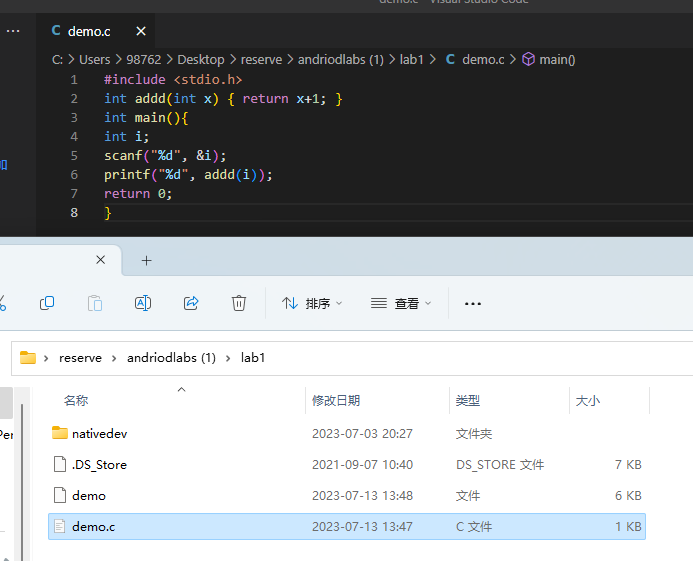 demo.c - Visual Studio Code
demo.c
C: > Users > 98762 > Desktop > reserve > andriodlabs (1) > lab1 > C demo.c > main()
1 #include <stdio.h>
2 int addd(int x) { return x+1; }
3 int main(){
4 int i;
5 scanf("%d", &i);
6 printf("%d", addd(i));
7 return 0;
8 }
排序
查看
reserve > andriodlabs (1) > lab1
名称 修改日期 类型 大小
nativedev 2023-07-03 20:27 文件夹
.DS_Store 2021-09-07 10:40 DS_STORE 文件 7 KB
demo 2023-07-13 13:48 文件 6 KB
demo.c 2023-07-13 13:47 C 文件 1 KB
Per